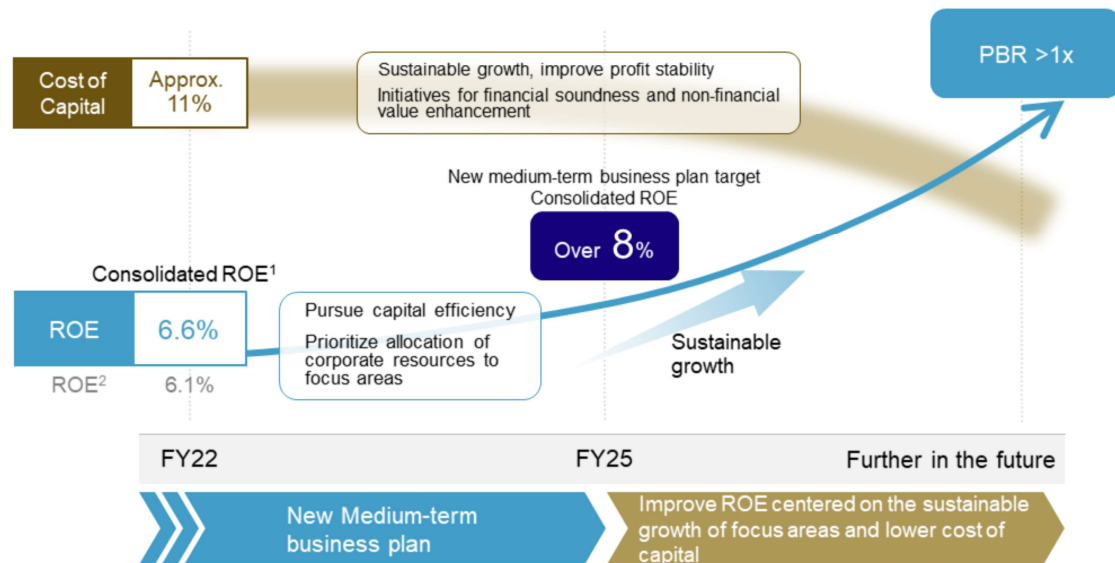 PBR >1x
Cost of
Capital
Approx.
11%
Sustainable growth, improve profit stability
Initiatives for financial soundness and non-financial
value enhancement
New medium-term business plan target
Consolidated ROE
Over 8%
Consolidated ROE1
ROE
6.6%
ROE2
6.1%
Pursue capital efficiency
Prioritize allocation of
corporate resources to
focus areas
Sustainable
growth
FY22
FY25
Further in the future
New Medium-term
business plan
Improve ROE centered on the sustainable
growth of focus areas and lower cost of
capital